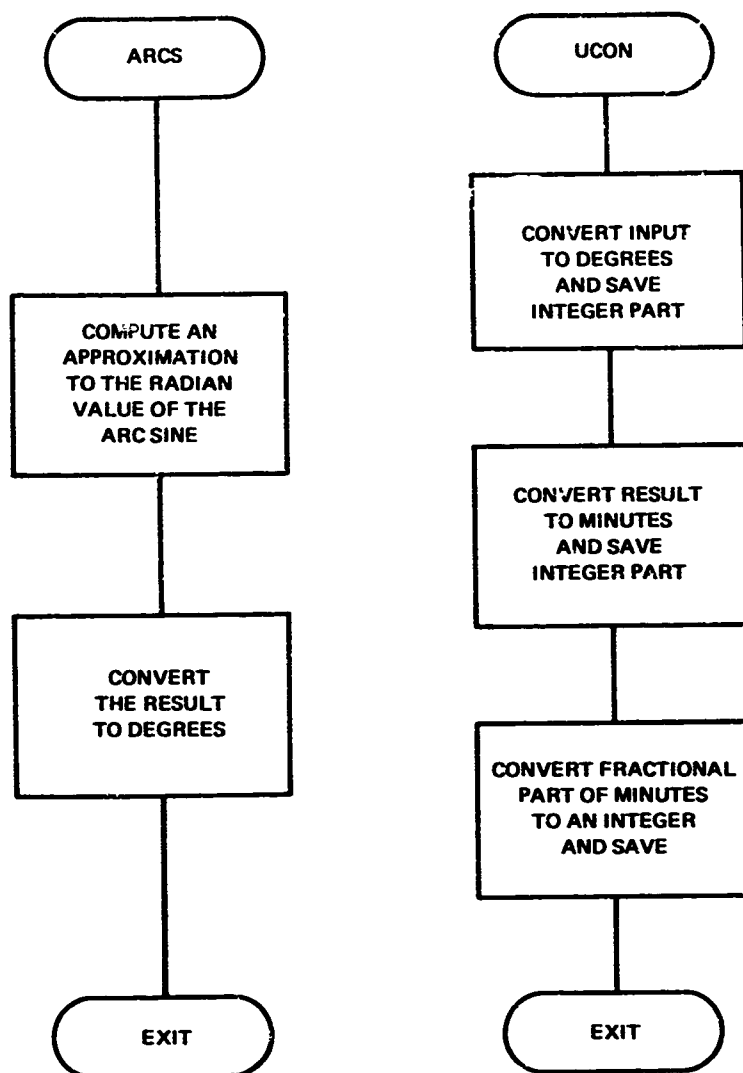 ARCS
COMPUTE AN
APPROXIMATION
TO THE RADIAN
VALUE OF THE
ARC SINE
CONVERT
THE RESULT
TO DEGREES
EXIT
UCON
CONVERT INPUT
TO DEGREES
AND SAVE
INTEGER PART
CONVERT RESULT
TO MINUTES
AND SAVE
INTEGER PART
CONVERT FRACTIONAL
PART OF MINUTES
TO AN INTEGER
AND SAVE
EXIT